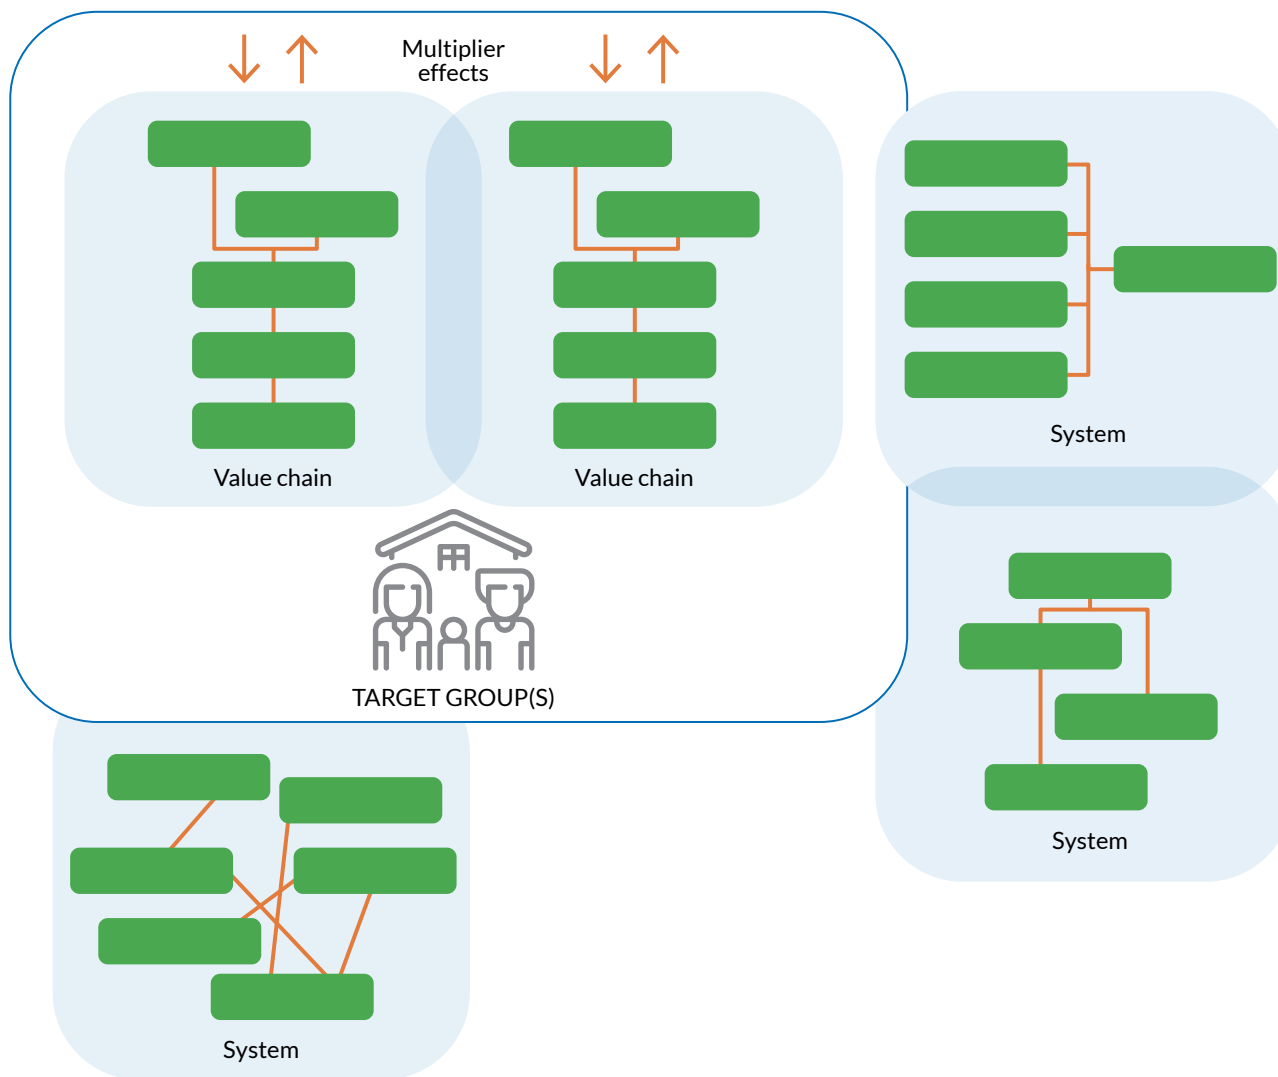 Multiplier
effects
Value chain
Value chain
System
TARGET GROUP(S)
System
System